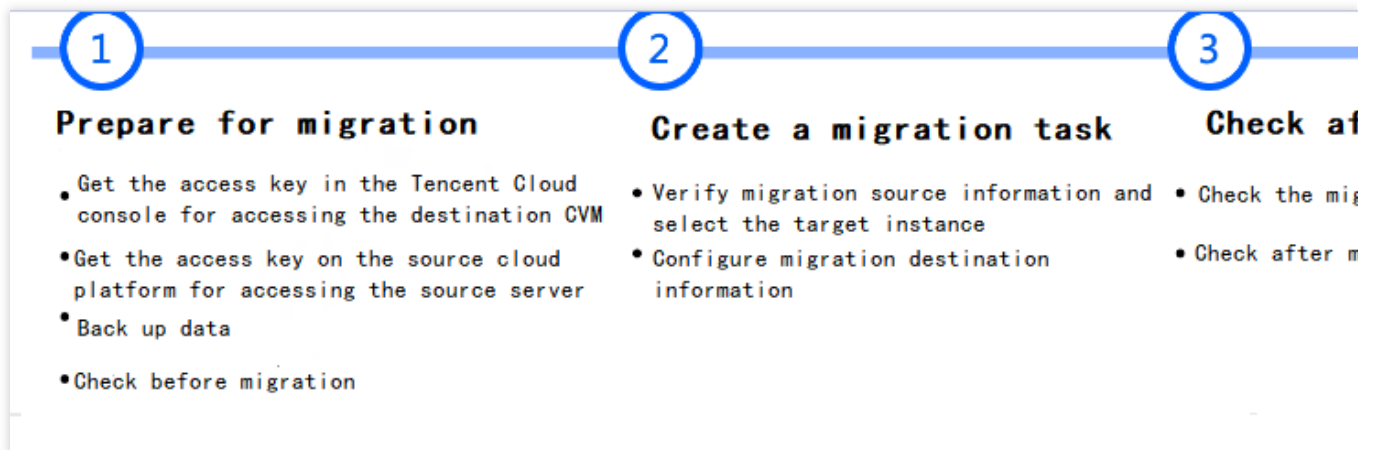 1
Prepare for migration
Get the access key in the Tencent Cloud
console for accessing the destination CVM
Get the access key on the source cloud
platform for accessing the source server
Back up data
Check before migration
2
Create a migration task
Verify migration source information and
select the target instance
Configure migration destination
information
3
Check
Check the
Check after